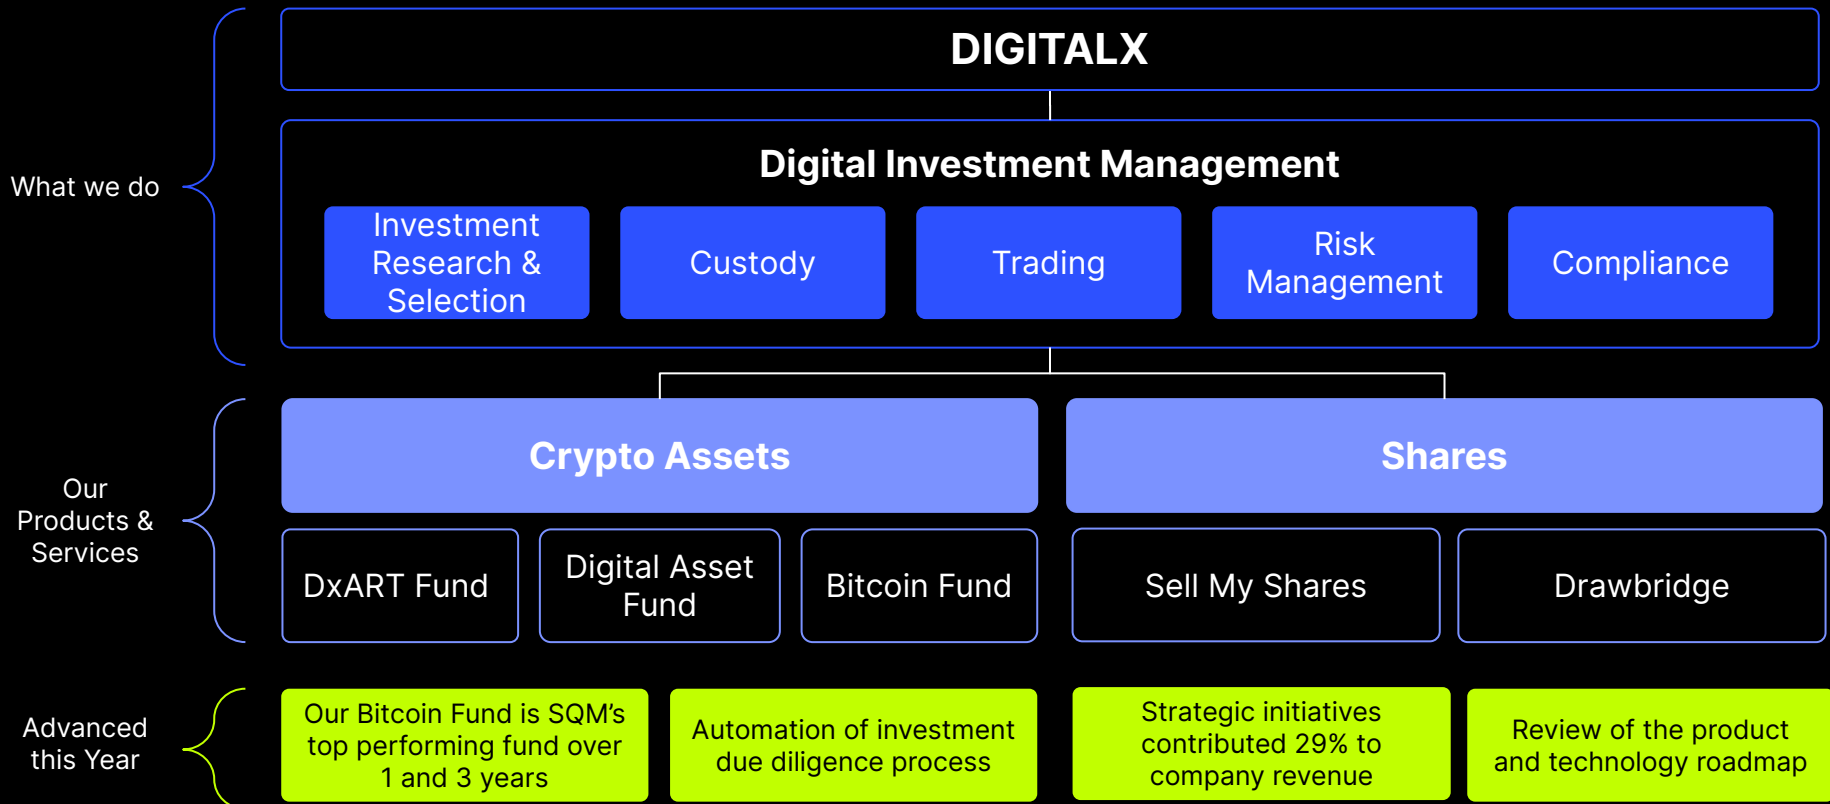 DIGITALX
What we do
Digital Investment Management
Investment
Research &
Selection
Custody
Trading
Risk
Management
Compliance
Our
Products &
Services
Crypto Assets
Shares
DxART Fund
Digital Asset
Fund
Bitcoin Fund
Sell My Shares
Drawbridge
Advanced
this Year
Our Bitcoin Fund is SQM’s
top performing fund over
1 and 3 years
Automation of investment
due diligence process
Strategic initiatives
contributed 29% to
company revenue
Review of the product
and technology roadmap